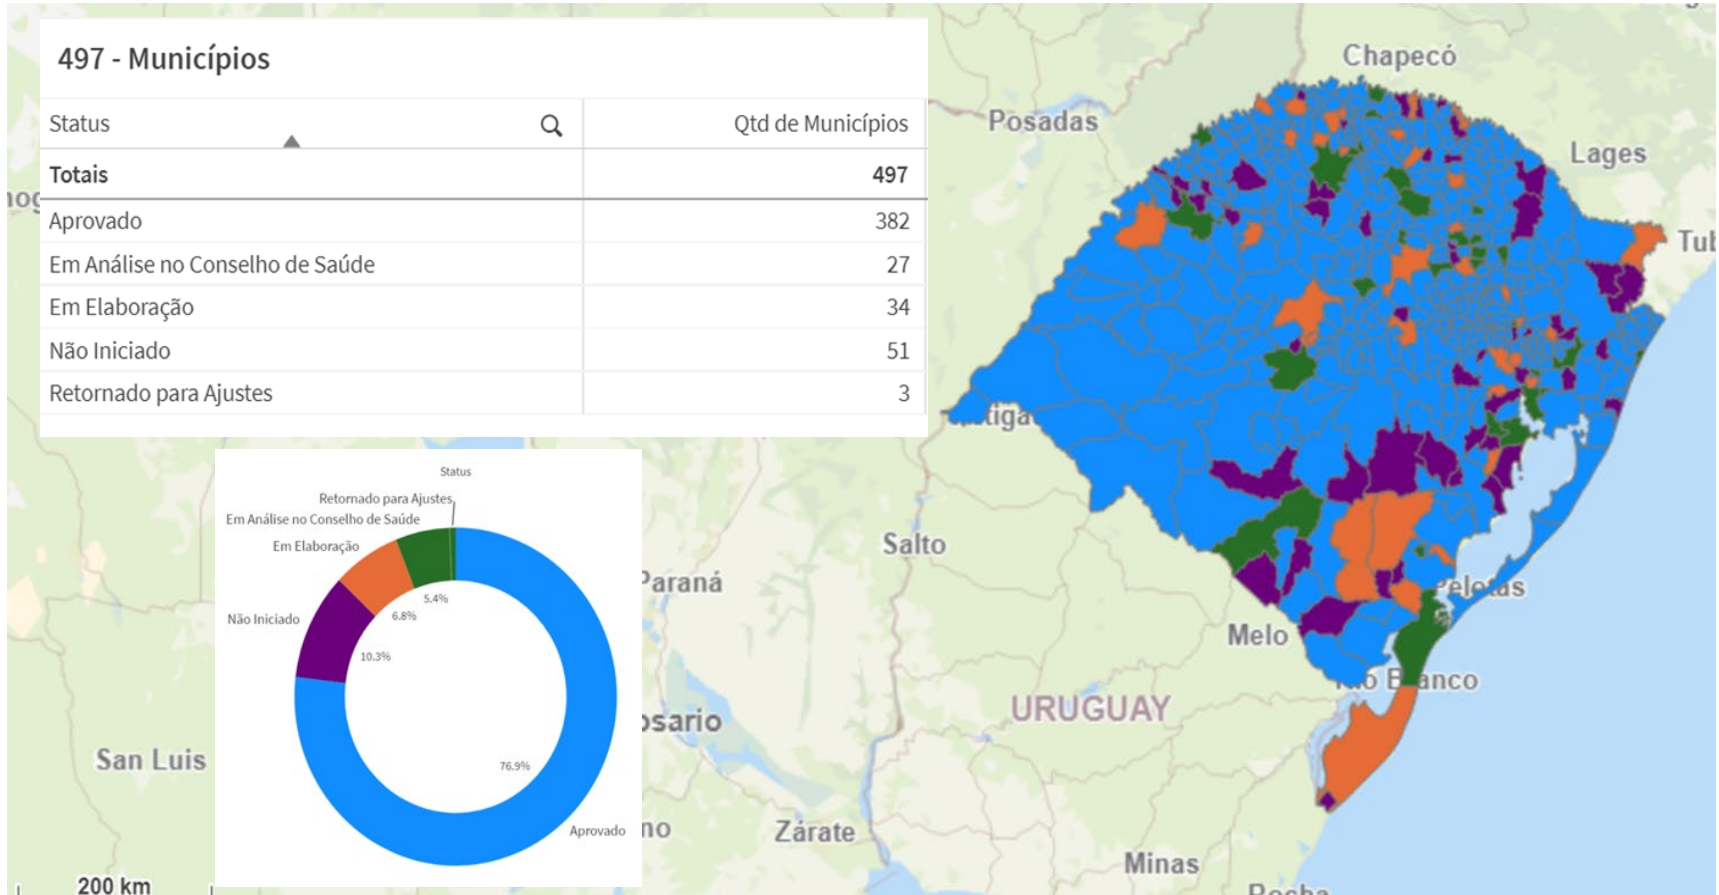 497 - Municípios
Status Qtd de Municípios
Totais 497
Aprovado 382
Em Análise no Conselho de Saúde 27
Em Elaboração 34
Não Iniciado 51
Retornado para Ajustes 3
Status
Retornado para Ajustes
Em Análise no Conselho de Saúde
Em Elaboração
5.4%
6.8%
Não Iniciado
10.3%
76.9%
Aprovado
Chapecó
Posadas
Lages
Salto
Paraná
Pelotas
Melo
URUGUAY
San Luis
Zárate
Minas
200 km